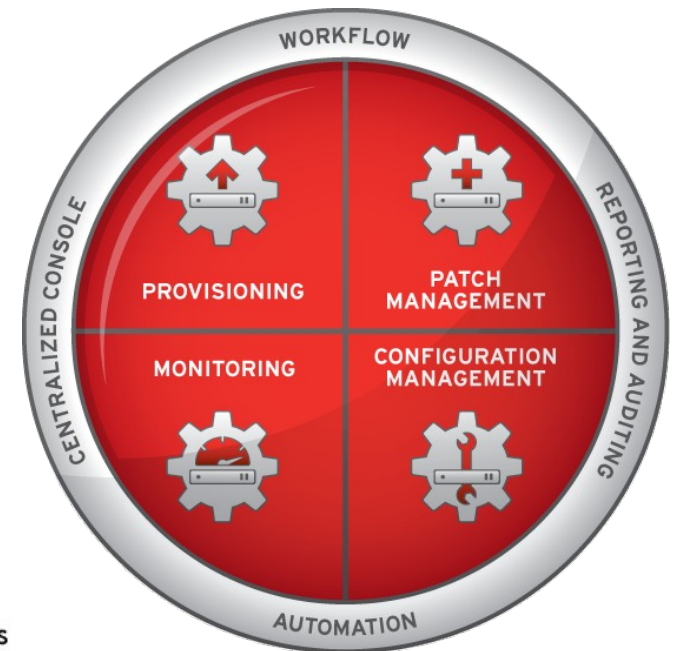 WORKFLOW
CENTRALIZED CONSOLE
REPORTING AND AUDITING
PROVISIONING
PATCH
MANAGEMENT
MONITORING
CONFIGURATION
MANAGEMENT
AUTOMATION
S